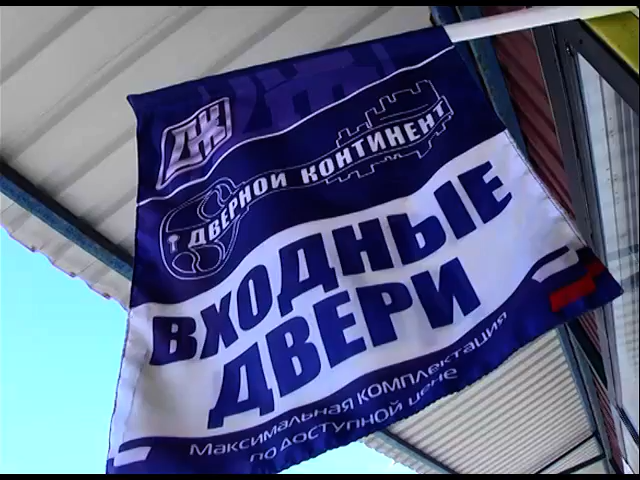 ДВЕРНОЙ КОНТИНЕНТ
ВХОДНЫЕ
ДВЕРИ
Максимальная комплектация
по доступной цене